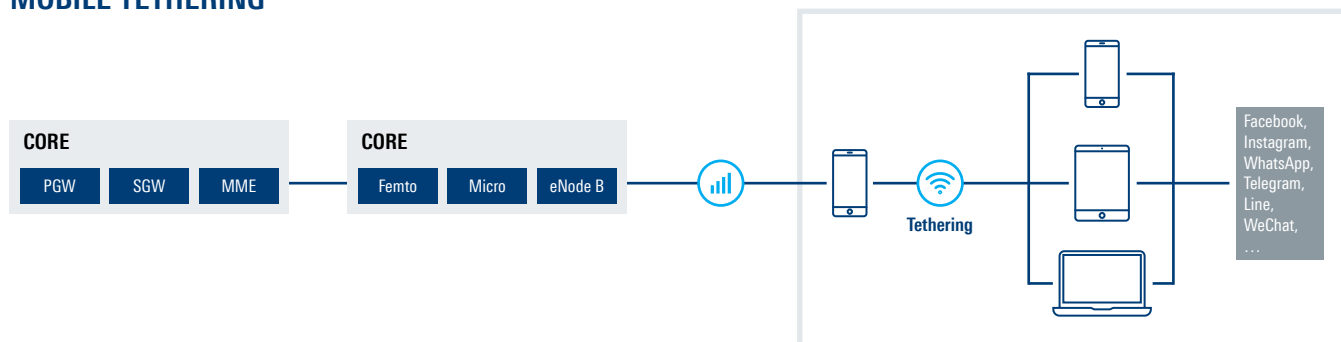 MOBILE TETHERING
CORE
PGW
SGW
MME
CORE
Femto
Micro
eNode B
Tethering
Facebook,
Instagram,
WhatsApp,
Telegram,
Line,
WeChat,
...